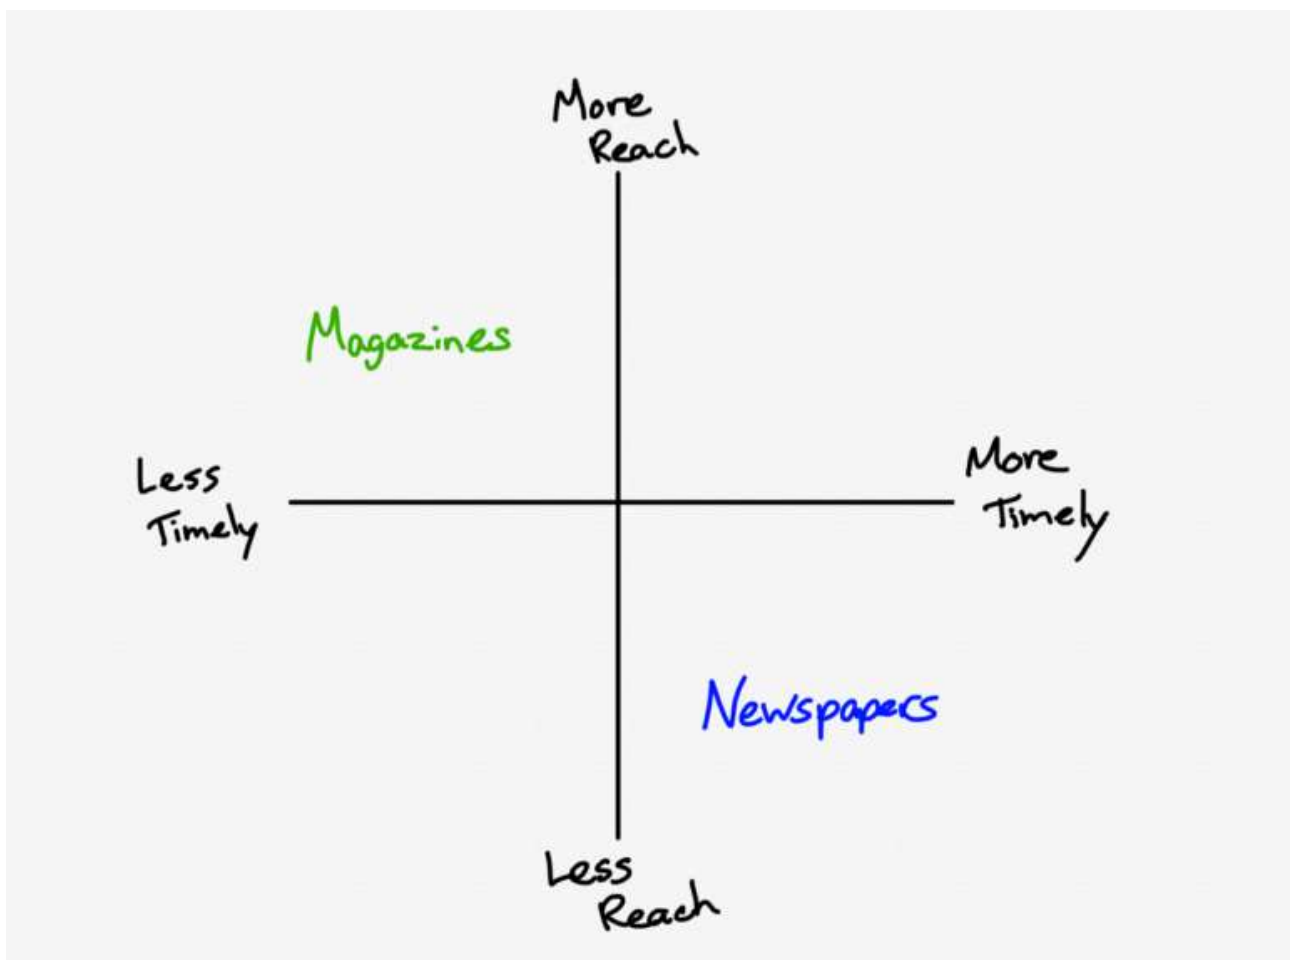 More
Reach
Magazines
Less
Timely
More
Timely
Newspapers
Less
Reach